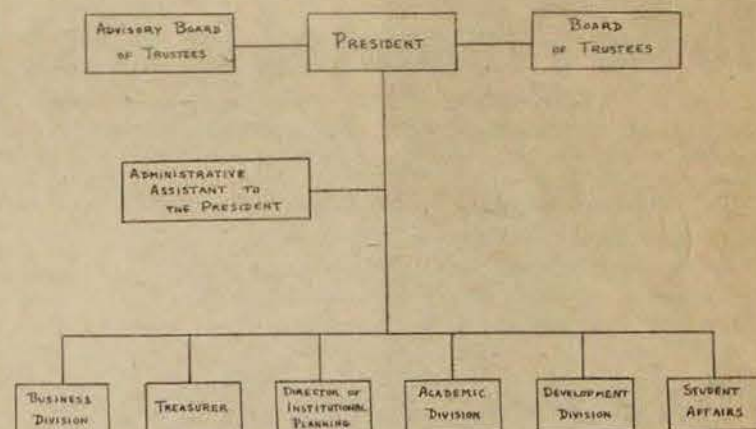 ADVISORY BOARD
OF TRUSTEES
PRESIDENT
BOARD
OF TRUSTEES
ADMINISTRATIVE
ASSISTANT TO
THE PRESIDENT
BUSINESS
DIVISION
TREASURER
DIRECTOR OF
INSTITUTIONAL
PLANNING
ACADEMIC
DIVISION
DEVELOPMENT
DIVISION
STUDENT
AFFAIRS